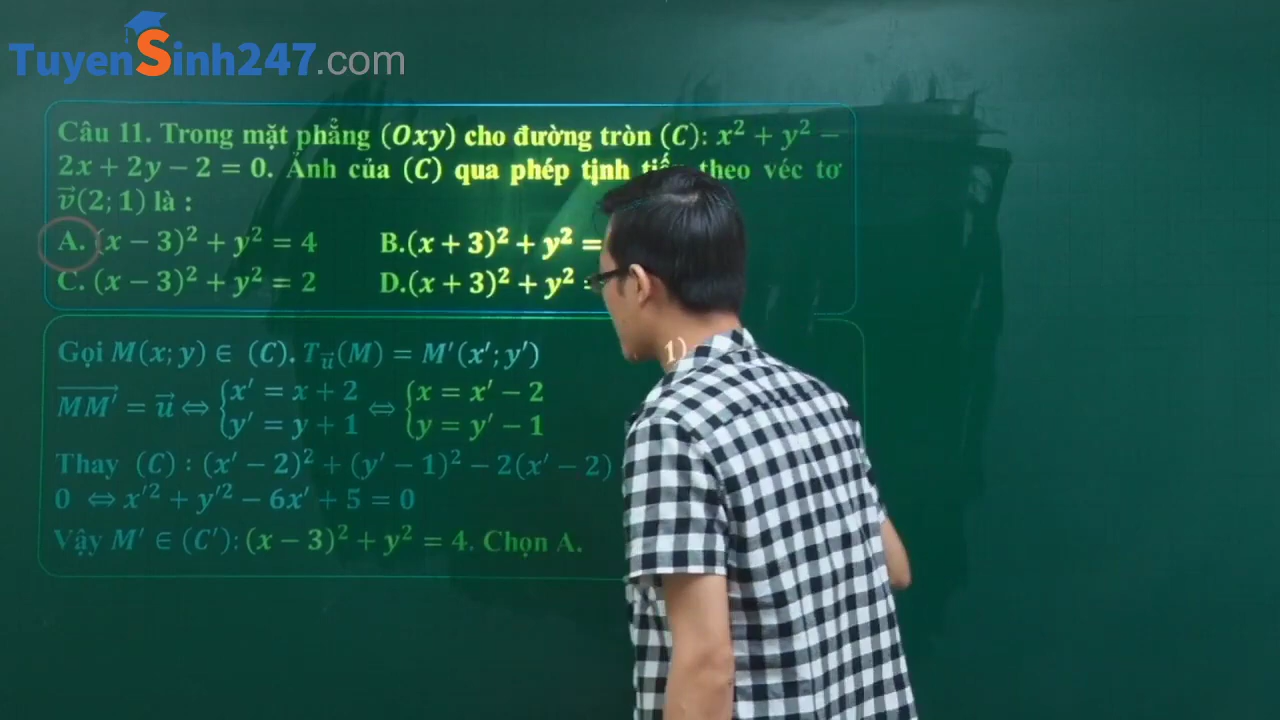 TuyenSinh247.com
Câu 11. Trong mặt phẳng (Oxy) cho đường tròn (C): x² + y² −
2x + 2y − 2 = 0. Ảnh của (C) qua phép tịnh tiến theo véc tơ
v⃗(2; 1) là :
A. (x − 3)² + y² = 4 B.(x + 3)² + y² =
C. (x − 3)² + y² = 2 D.(x + 3)² + y²
Gọi M(x; y) ∈ (C). T_u⃗(M) = M′(x′; y′)
MM′⃗ = u⃗ ⇔ {x′ = x + 2; y′ = y + 1 ⇔ {x = x′ − 2; y = y′ − 1
Thay (C) : (x′ − 2)² + (y′ − 1)² − 2(x′ − 2) 1)
0 ⇔ x′² + y′² − 6x′ + 5 = 0
Vậy M′ ∈ (C′): (x − 3)² + y² = 4. Chọn A.